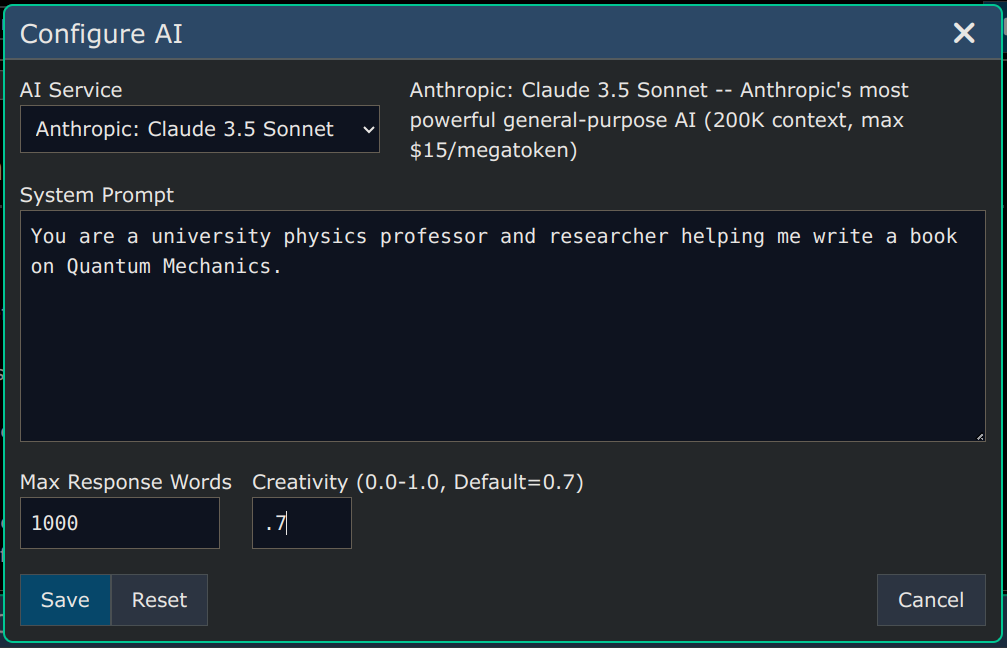 Configure AI
AI Service
Anthropic: Claude 3.5 Sonnet
Anthropic: Claude 3.5 Sonnet -- Anthropic's most
powerful general-purpose AI (200K context, max
$15/megatoken)
System Prompt
You are a university physics professor and researcher helping me write a book
on Quantum Mechanics.
Max Response Words
Creativity (0.0-1.0, Default=0.7)
1000
.7
Save
Reset
Cancel